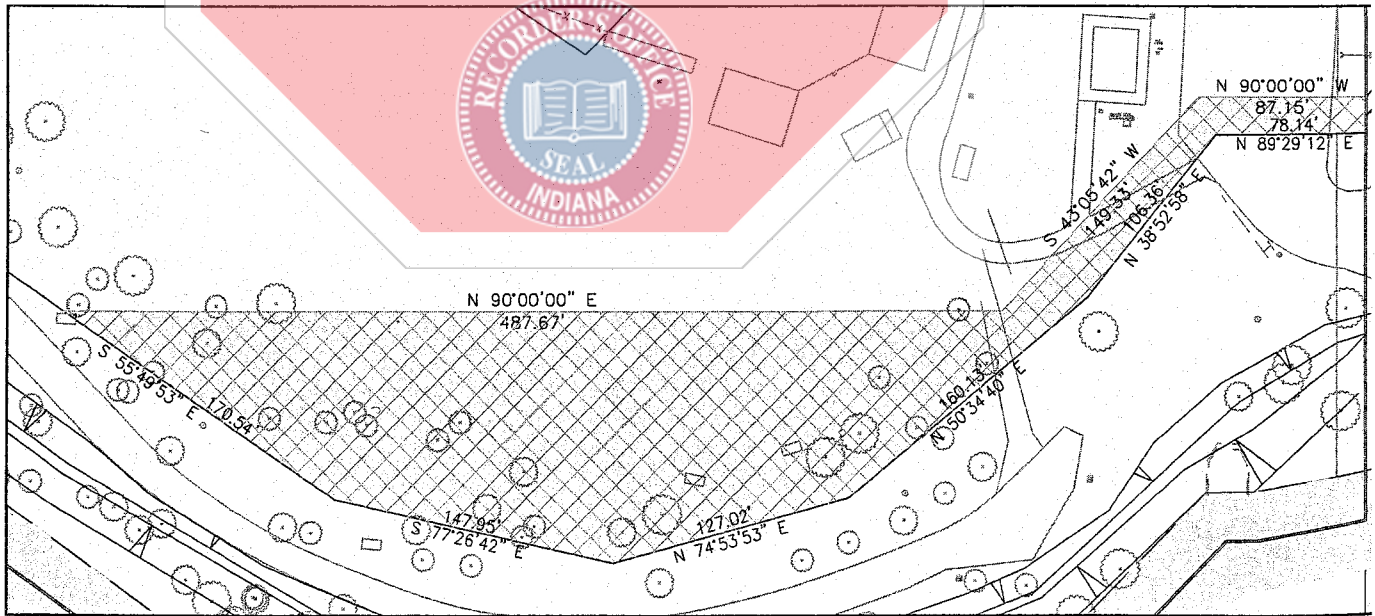 RECORDER'S OFFICE
SEAL
INDIANA
N 90°00'00" W
87.15'
78.14'
N 89°29'12" E
S 43°05'42" W
149.33'
106.36'
N 38°52'58" E
N 90°00'00" E
487.67'
S 55°49'53" E
170.54'
160.13'
N 50°34'40" E
147.95'
S 77°26'42" E
127.02'
N 74°53'53" E